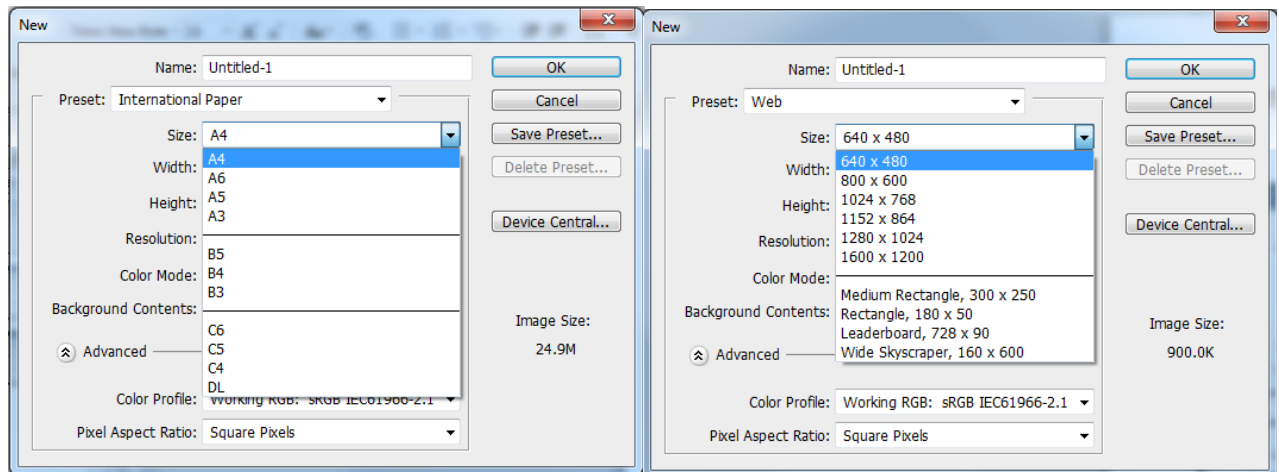 New
Name: Untitled-1
OK
Preset: International Paper
Cancel
Size: A4
Save Preset...
A4
Width:
Delete Preset...
A6
A5
Height:
A3
Device Central...
Resolution:
B5
Color Mode:
B4
B3
Background Contents:
C6
Image Size:
Advanced
C5
24.9M
C4
DL
Color Profile: Working RGB: sRGB IEC61966-2.1
Pixel Aspect Ratio: Square Pixels
New
Name: Untitled-1
OK
Preset: Web
Cancel
Size: 640 x 480
Save Preset...
640 x 480
Width:
Delete Preset...
800 x 600
1024 x 768
Height:
1152 x 864
Device Central...
Resolution:
1280 x 1024
1600 x 1200
Color Mode:
Medium Rectangle, 300 x 250
Background Contents:
Rectangle, 180 x 50
Image Size:
Leaderboard, 728 x 90
Advanced
Wide Skyscraper, 160 x 600
900.0K
Color Profile: Working RGB: sRGB IEC61966-2.1
Pixel Aspect Ratio: Square Pixels